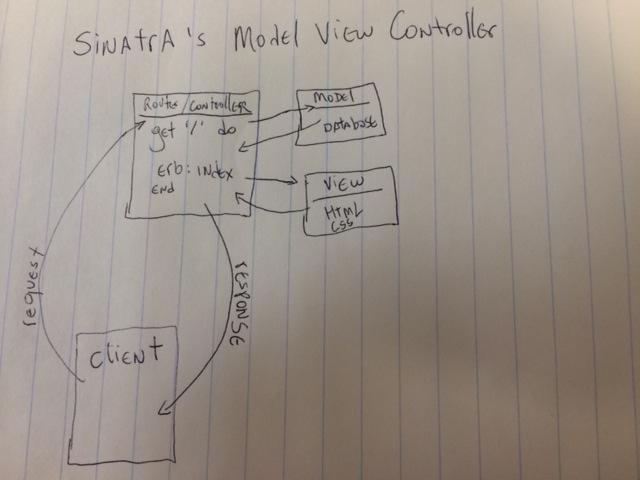 SiNAtrA's Model View Controller
Routes/Controller
get '/' do
erb: index
END
MODEL
DATABASE
VIEW
HTML
CSS
request
RESPONSE
CliENt